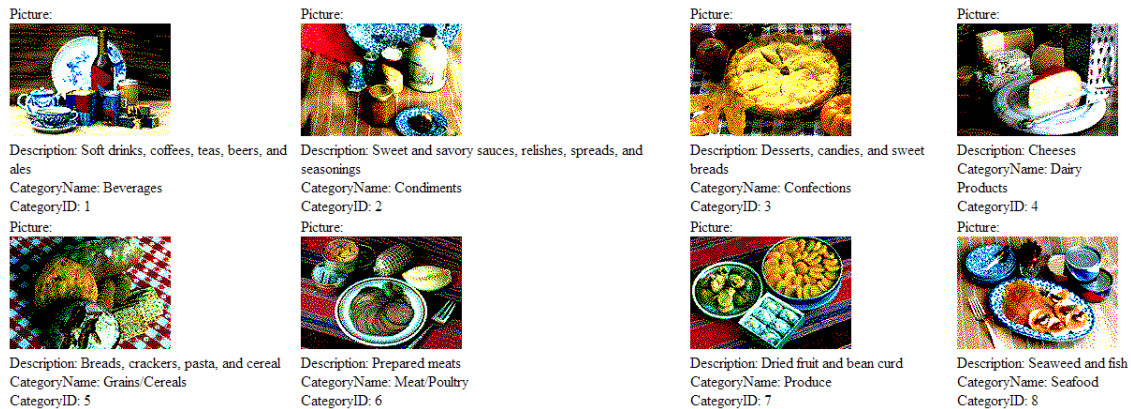 Picture:
Description: Soft drinks, coffees, teas, beers, and
ales
CategoryName: Beverages
CategoryID: 1
Picture:
Description: Sweet and savory sauces, relishes, spreads, and
seasonings
CategoryName: Condiments
CategoryID: 2
Picture:
Description: Desserts, candies, and sweet
breads
CategoryName: Confections
CategoryID: 3
Picture:
Description: Cheeses
CategoryName: Dairy
Products
CategoryID: 4
Picture:
Description: Breads, crackers, pasta, and cereal
CategoryName: Grains/Cereals
CategoryID: 5
Picture:
Description: Prepared meats
CategoryName: Meat/Poultry
CategoryID: 6
Picture:
Description: Dried fruit and bean curd
CategoryName: Produce
CategoryID: 7
Picture:
Description: Seaweed and fish
CategoryName: Seafood
CategoryID: 8